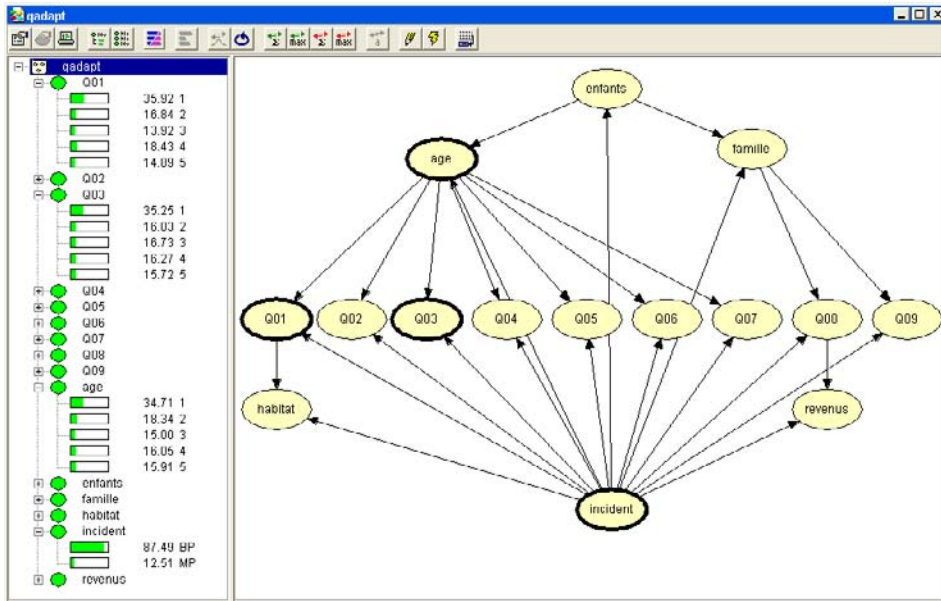 qadapt
qadapt
Q01
35.92 1
16.84 2
13.92 3
18.43 4
14.89 5
Q02
Q03
35.25 1
16.03 2
16.73 3
16.27 4
15.72 5
Q04
Q05
Q06
Q07
Q08
Q09
age
34.71 1
18.34 2
15.00 3
16.05 4
15.91 5
enfants
famille
habitat
incident
87.49 BP
12.51 MP
revenus
enfants
age
famille
Q01
Q02
Q03
Q04
Q05
Q06
Q07
Q08
Q09
habitat
revenus
incident